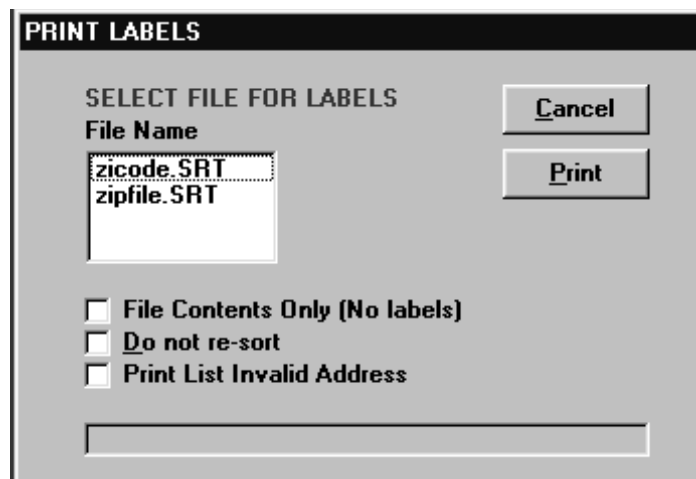 PRINT LABELS
SELECT FILE FOR LABELS
File Name
zicode.SRT
zipfile.SRT
Cancel
Print
File Contents Only (No labels)
Do not re-sort
Print List Invalid Address